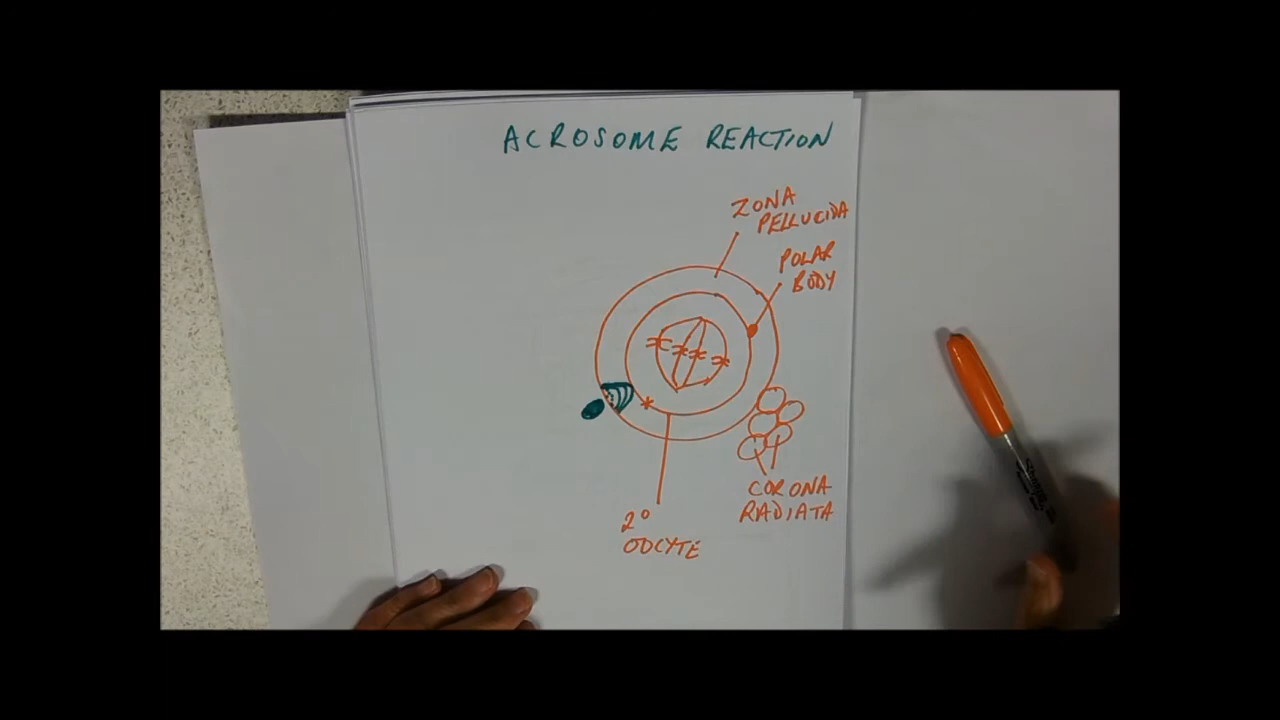 ACROSOME REACTION
ZONA
PELLUCIDA
POLAR
BODY
CORONA
RADIATA
2°
OOCYTE